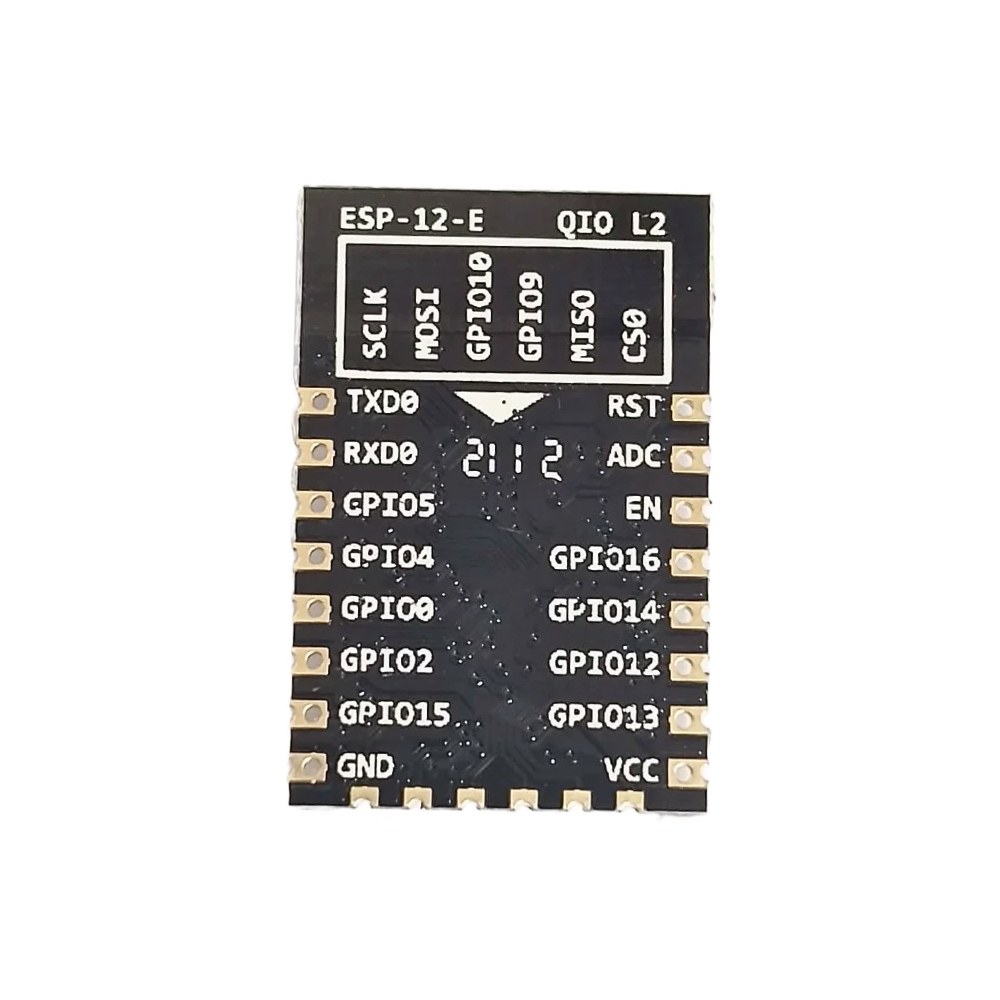 ESP-12-E QIO L2
SCLK
MOSI
GPIO10
GPIO9
MISO
CS0
TXD0 RST
RXD0 2112 ADC
GPIO5 EN
GPIO4 GPIO16
GPIO0 GPIO14
GPIO2 GPIO12
GPIO15 GPIO13
GND VCC